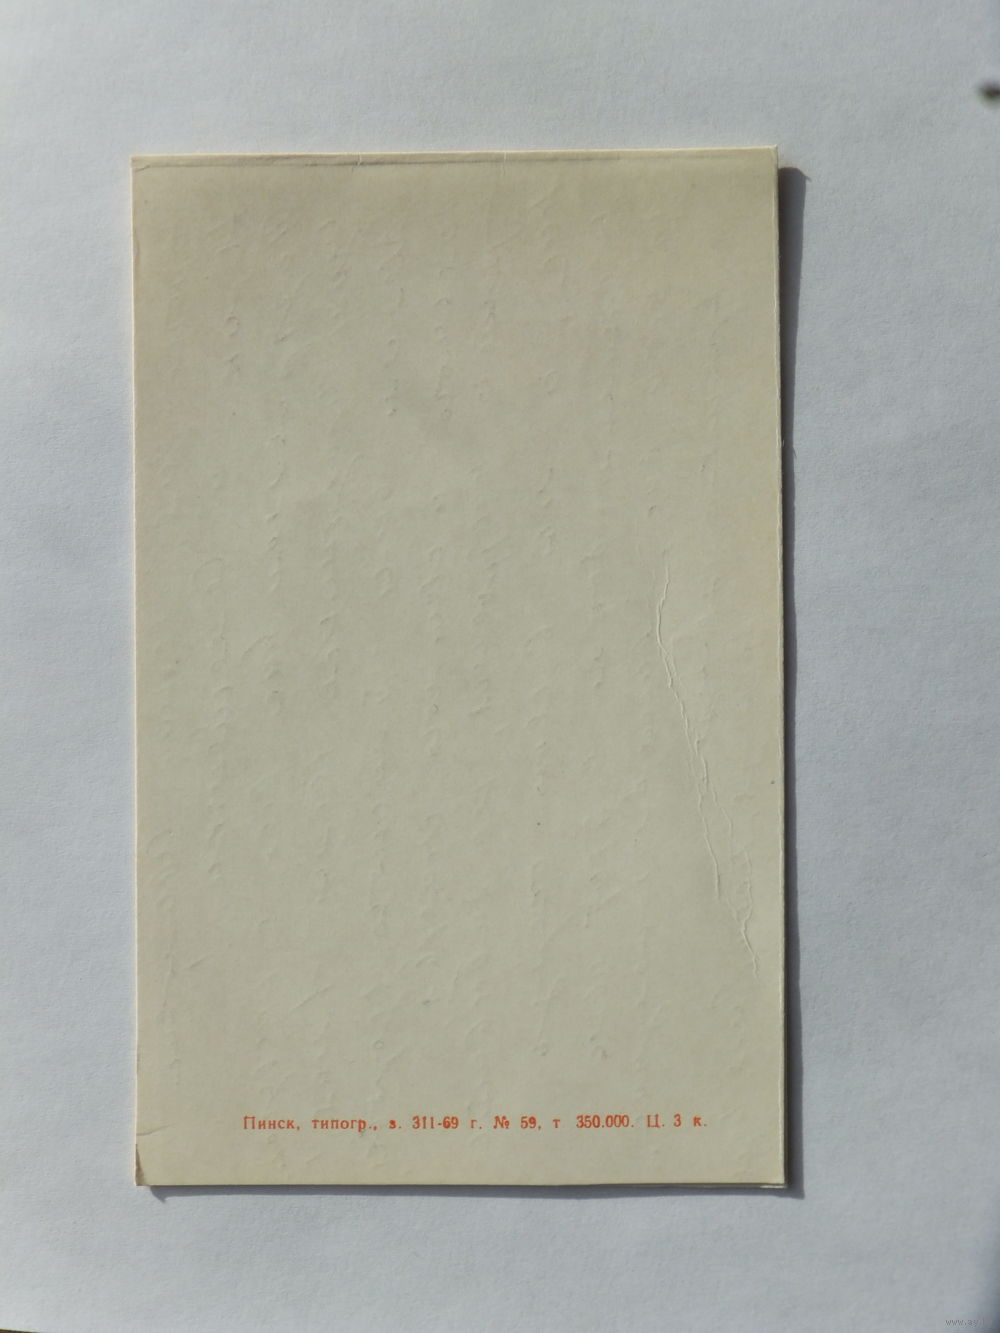 Пинск, типогр., з. 311-69 г. № 59, т 350.000. Ц. 3 к.